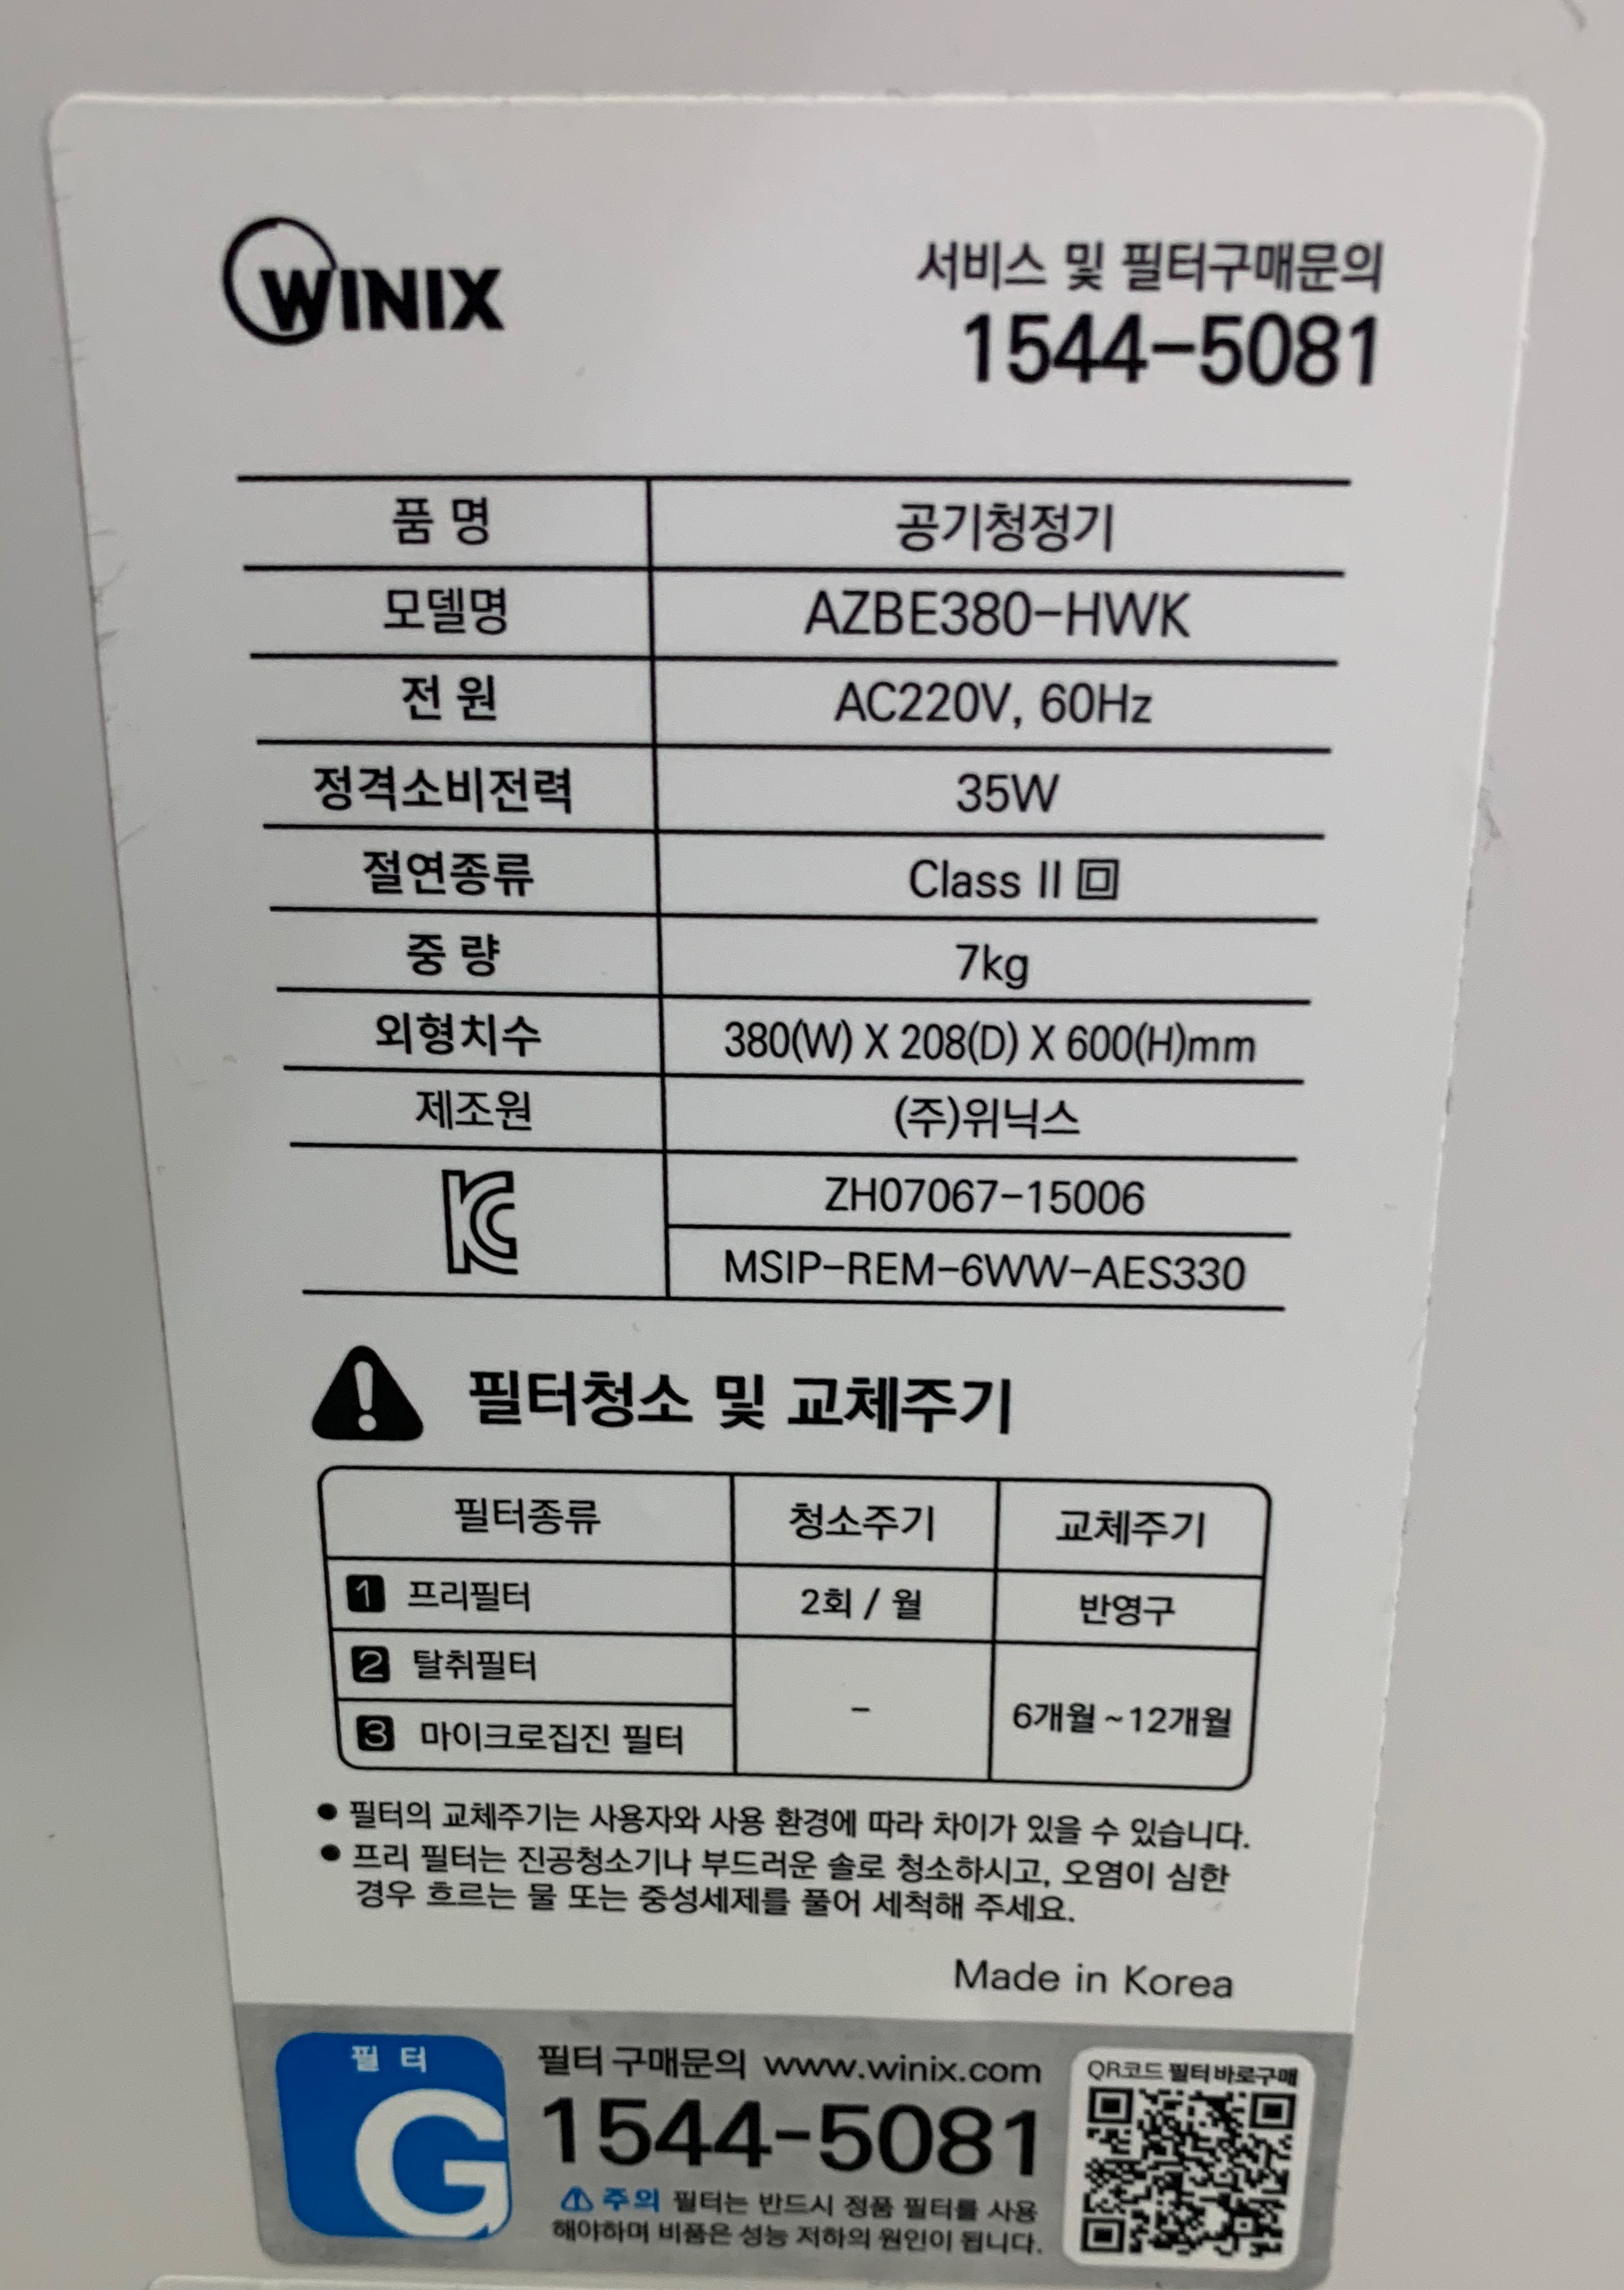 WINIX
서비스 및 필터구매문의
1544-5081
품 명 공기청정기
모델명 AZBE380-HWK
전 원 AC220V, 60Hz
정격소비전력 35W
절연종류 Class II
중 량 7kg
외형치수 380(W) X 208(D) X 600(H)mm
제조원 (주)위닉스
KC ZH07067-15006
MSIP-REM-6WW-AES330
필터청소 및 교체주기
필터종류 청소주기 교체주기
1 프리필터 2회 / 월 반영구
2 탈취필터 - 6개월~12개월
3 마이크로집진 필터
● 필터의 교체주기는 사용자와 사용 환경에 따라 차이가 있을 수 있습니다.
● 프리 필터는 진공청소기나 부드러운 솔로 청소하시고, 오염이 심한
경우 흐르는 물 또는 중성세제를 풀어 세척해 주세요.
Made in Korea
필 터
G
필터 구매문의 www.winix.com
1544-5081
주의 필터는 반드시 정품 필터를 사용
해야하며 비품은 성능 저하의 원인이 됩니다.
QR코드 필터 바로구매